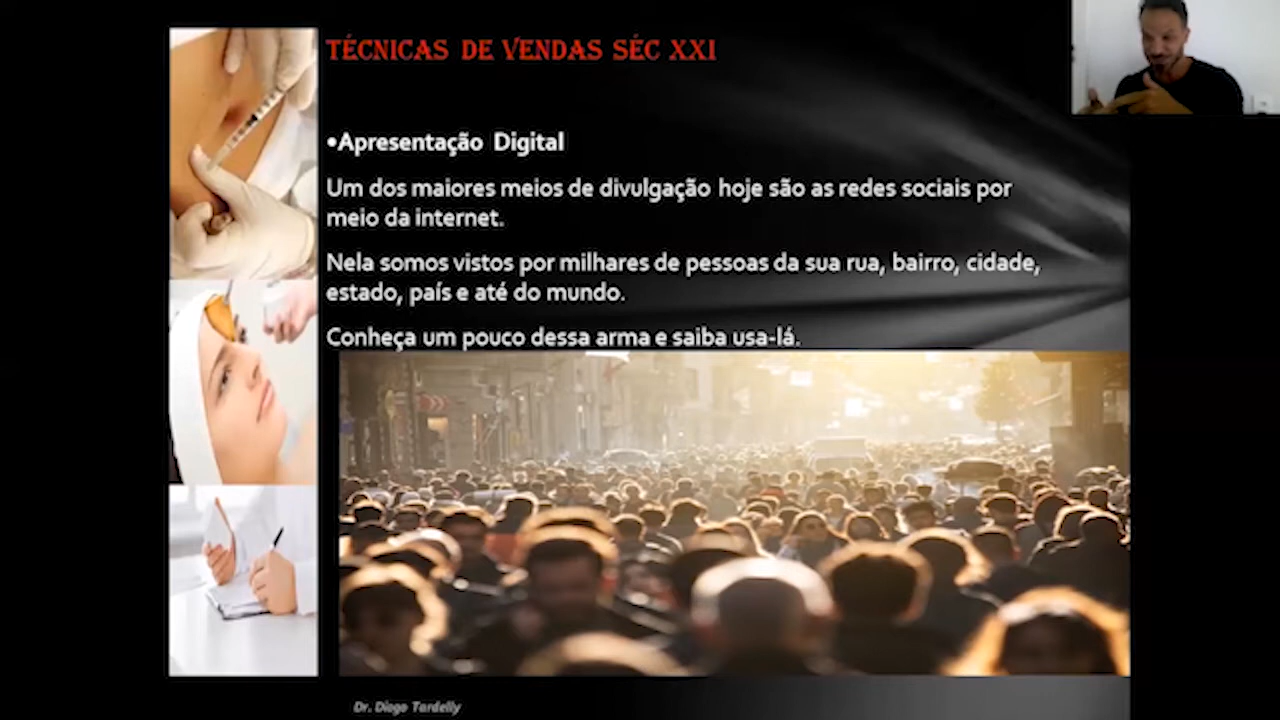 TÉCNICAS DE VENDAS SÉC XXI
•Apresentação Digital
Um dos maiores meios de divulgação hoje são as redes sociais por
meio da internet.
Nela somos vistos por milhares de pessoas da sua rua, bairro, cidade,
estado, país e até do mundo.
Conheça um pouco dessa arma e saiba usa-lá.
Dr. Diogo Tardelly